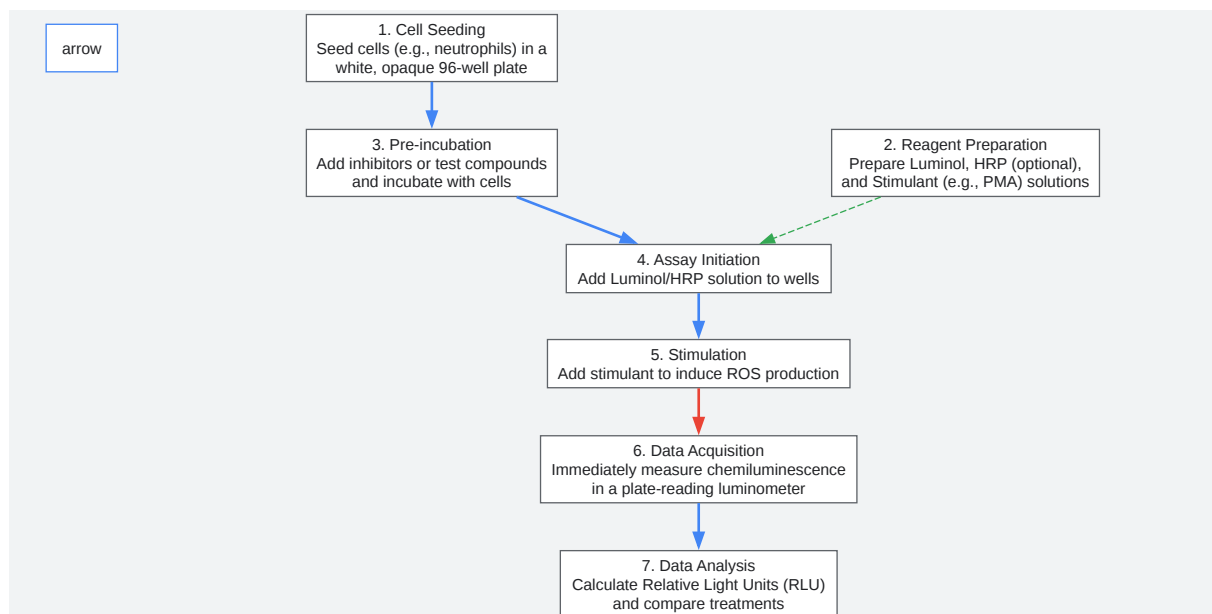 arrow
1. Cell Seeding
Seed cells (e.g., neutrophils) in a
white, opaque 96-well plate
3. Pre-incubation
Add inhibitors or test compounds
and incubate with cells
2. Reagent Preparation
Prepare Luminol, HRP (optional),
and Stimulant (e.g., PMA) solutions
4. Assay Initiation
Add Luminol/HRP solution to wells
5. Stimulation
Add stimulant to induce ROS production
6. Data Acquisition
Immediately measure chemiluminescence
in a plate-reading luminometer
7. Data Analysis
Calculate Relative Light Units (RLU)
and compare treatments